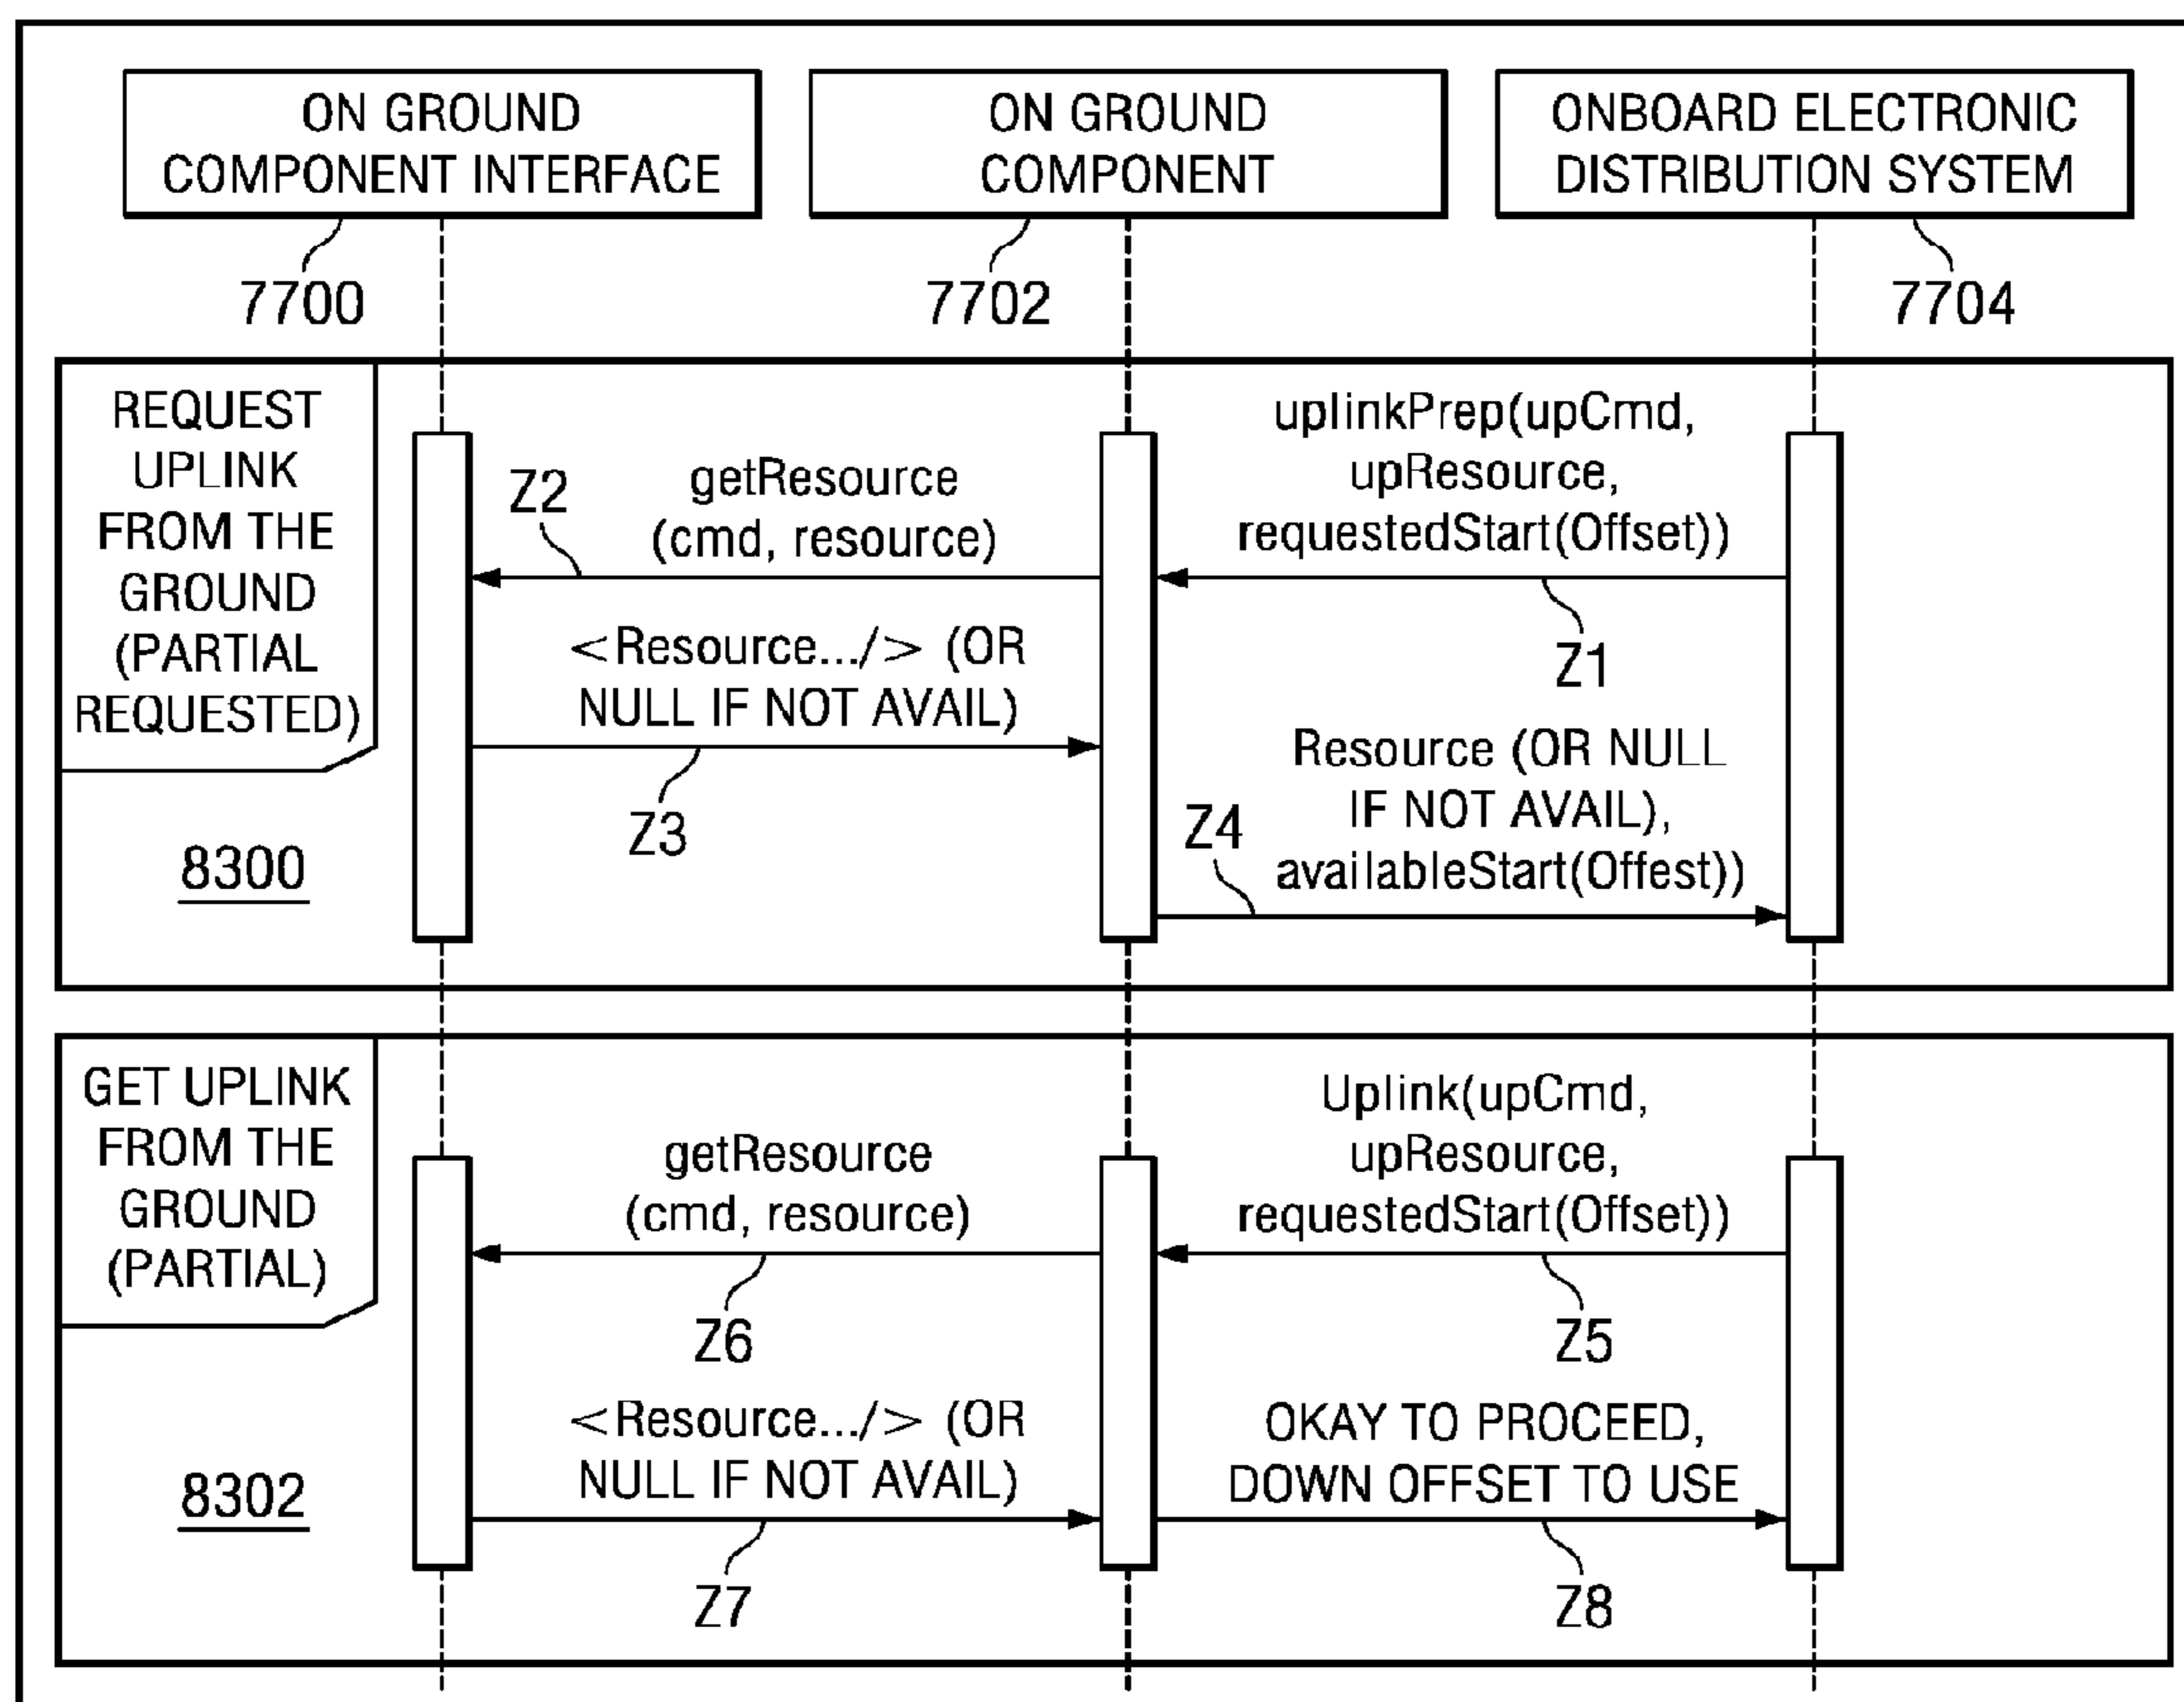 ON GROUND
COMPONENT INTERFACE
7700
ON GROUND
COMPONENT
7702
ONBOARD ELECTRONIC
DISTRIBUTION SYSTEM
7704
REQUEST
UPLINK
FROM THE
GROUND
(PARTIAL
REQUESTED)
8300
uplinkPrep(upCmd,
upResource,
requestedStart(Offset))
Z1
Z2
getResource
(cmd, resource)
<Resource.../> (OR
NULL IF NOT AVAIL)
Z3
Resource (OR NULL
IF NOT AVAIL),
availableStart(Offest))
Z4
GET UPLINK
FROM THE
GROUND
(PARTIAL)
8302
Uplink(upCmd,
upResource,
requestedStart(Offset))
Z5
getResource
(cmd, resource)
Z6
<Resource.../> (OR
NULL IF NOT AVAIL)
Z7
OKAY TO PROCEED,
DOWN OFFSET TO USE
Z8